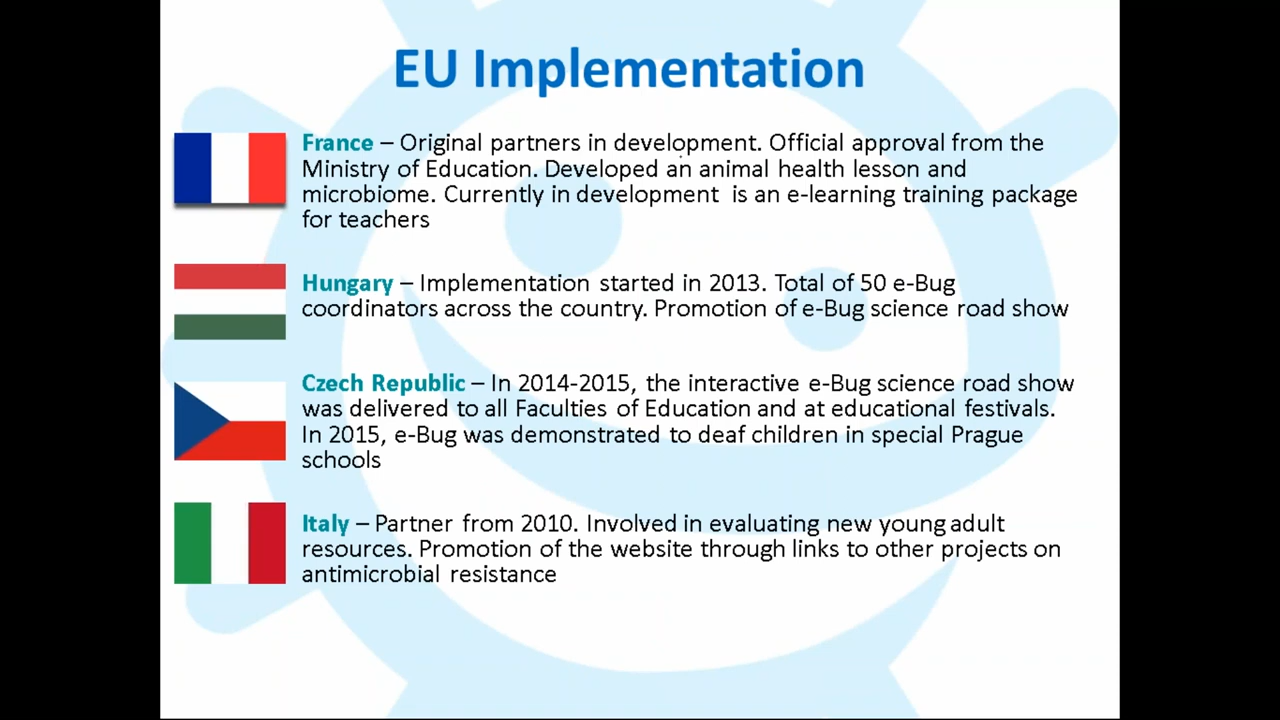 EU Implementation
France – Original partners in development. Official approval from the
Ministry of Education. Developed an animal health lesson and
microbiome. Currently in development is an e-learning training package
for teachers
Hungary – Implementation started in 2013. Total of 50 e-Bug
coordinators across the country. Promotion of e-Bug science road show
Czech Republic – In 2014-2015, the interactive e-Bug science road show
was delivered to all Faculties of Education and at educational festivals.
In 2015, e-Bug was demonstrated to deaf children in special Prague
schools
Italy – Partner from 2010. Involved in evaluating new young adult
resources. Promotion of the website through links to other projects on
antimicrobial resistance